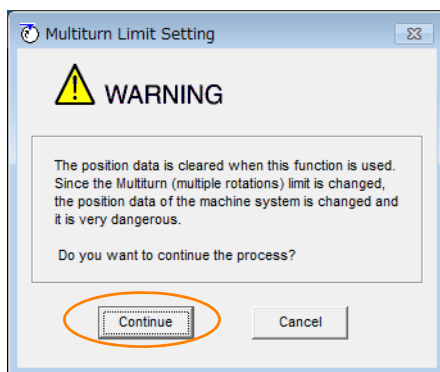 Multiturn Limit Setting
WARNING
The position data is cleared when this function is used.
Since the Multiturn (multiple rotations) limit is changed,
the position data of the machine system is changed and
it is very dangerous.
Do you want to continue the process?
Continue
Cancel